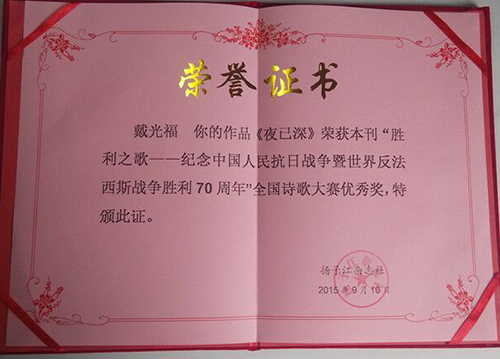 荣誉证书
戴光福 你的作品《夜已深》荣获本刊“胜
利之歌——纪念中国人民抗日战争暨世界反法
西斯战争胜利70周年”全国诗歌大赛优秀奖,特
颁此证。
扬子江杂志社
2015年9月10日